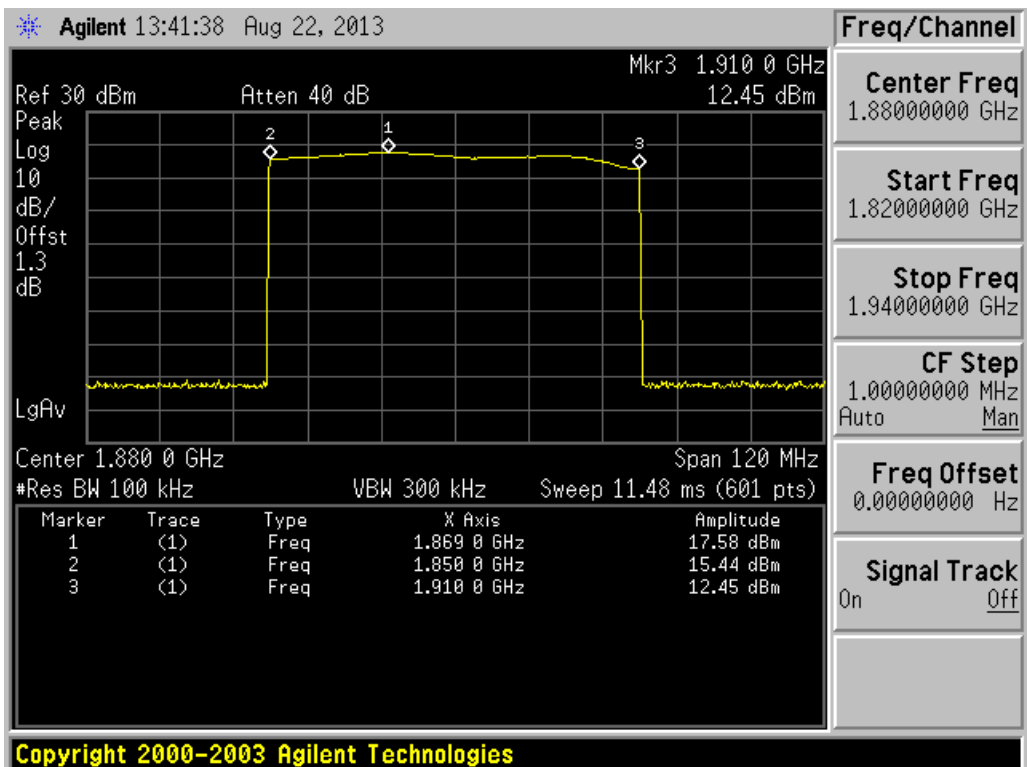 Agilent 13:41:38 Aug 22, 2013
Freq/Channel
Mkr3 1.910 0 GHz
Ref 30 dBm Atten 40 dB 12.45 dBm
Peak
Log
10
dB/
Offst
1.3
dB
LgAv
2
1
3
Center 1.880 0 GHz Span 120 MHz
#Res BW 100 kHz VBW 300 kHz Sweep 11.48 ms (601 pts)
Marker Trace Type X Axis Amplitude
1 (1) Freq 1.869 0 GHz 17.58 dBm
2 (1) Freq 1.850 0 GHz 15.44 dBm
3 (1) Freq 1.910 0 GHz 12.45 dBm
Center Freq
1.88000000 GHz
Start Freq
1.82000000 GHz
Stop Freq
1.94000000 GHz
CF Step
1.00000000 MHz
Auto Man
Freq Offset
0.00000000 Hz
Signal Track
On Off
Copyright 2000-2003 Agilent Technologies